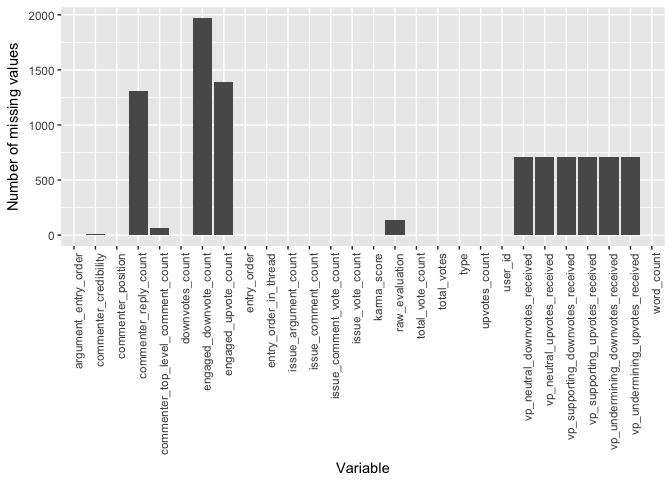 Number of missing values
2000
1500
1000
500
0
argument_entry_order
commenter_credibility
commenter_position
commenter_reply_count
commenter_top_level_comment_count
downvotes_count
engaged_downvote_count
engaged_upvote_count
entry_order
entry_order_in_thread
issue_argument_count
issue_comment_count
issue_comment_vote_count
issue_vote_count
karma_score
raw_evaluation
total_vote_count
total_votes
type
upvotes_count
user_id
vp_neutral_downvotes_received
vp_neutral_upvotes_received
vp_supporting_downvotes_received
vp_supporting_upvotes_received
vp_undermining_downvotes_received
vp_undermining_upvotes_received
word_count
Variable